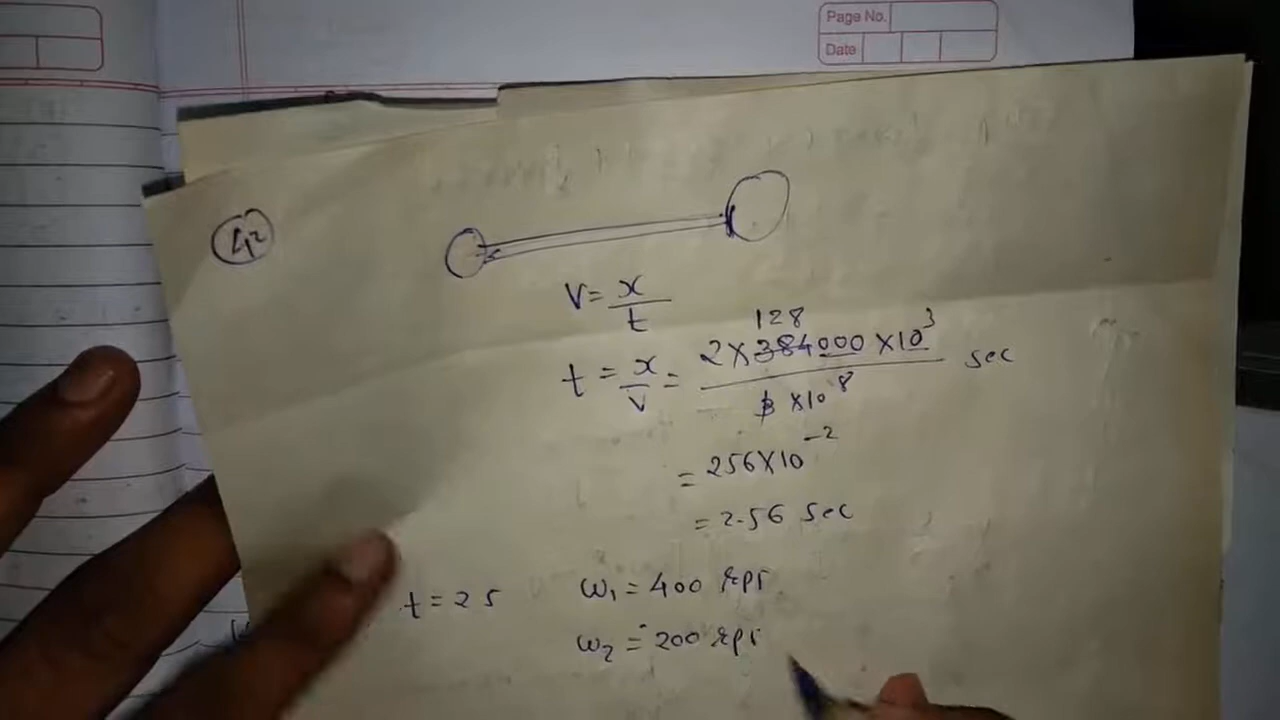 Page No.
Date
42
V = x / t
128
t = x / v = 2 × 384000 × 10³ / 3 × 10⁸ sec
= 256 × 10⁻²
= 2.56 sec
t = 2s ω₁ = 400 rps
ω₂ = 200 rps